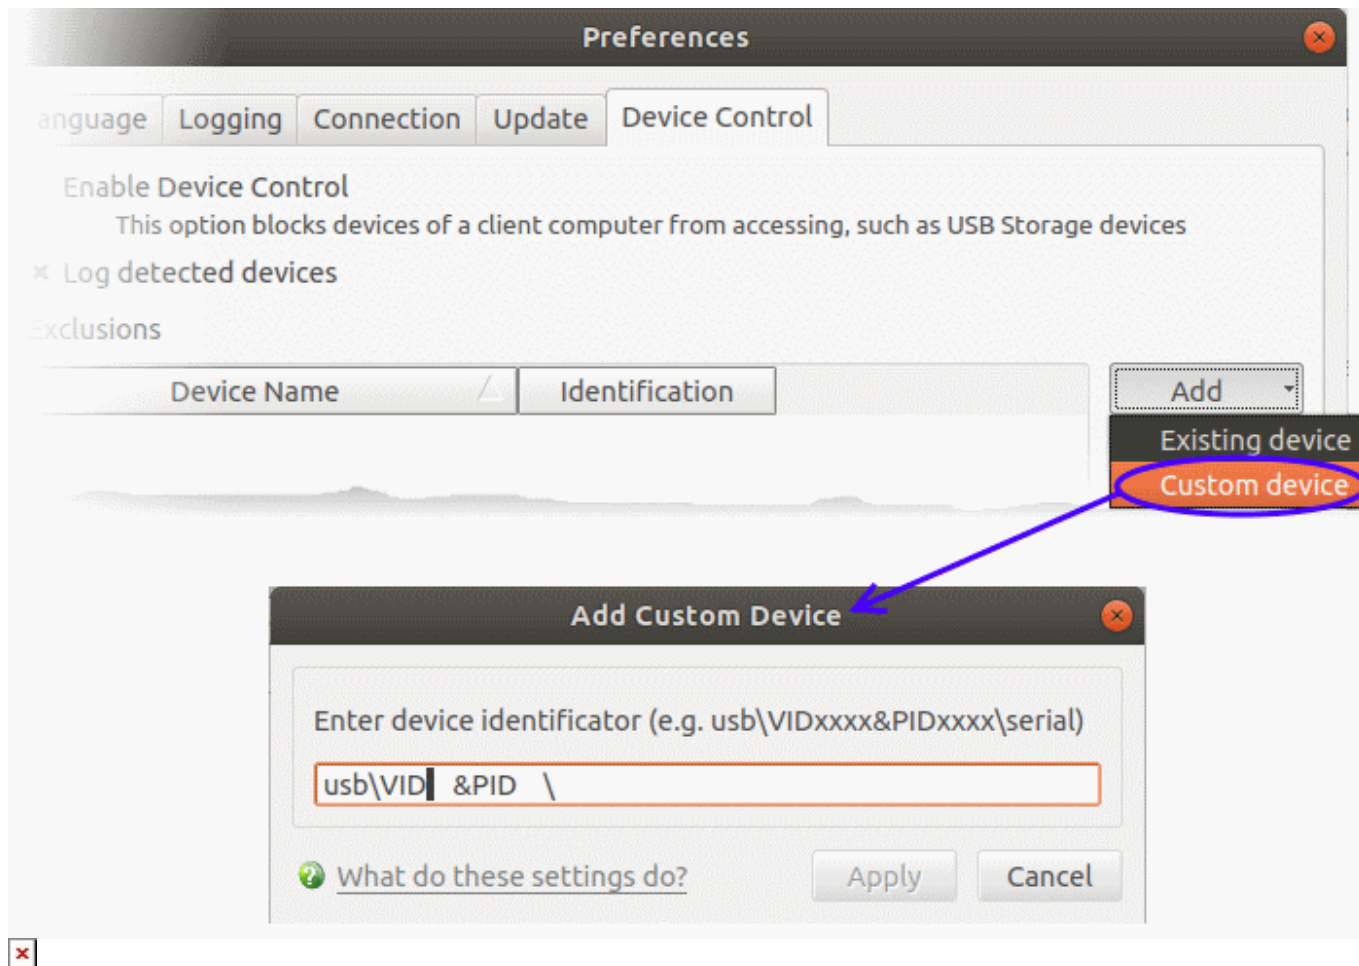 Preferences
anguage Logging Connection Update Device Control
Enable Device Control
This option blocks devices of a client computer from accessing, such as USB Storage devices
Log detected devices
Exclusions
Device Name Identification Add
Existing device
Custom device
Add Custom Device
Enter device identificator (e.g. usb\VIDxxxx&PIDxxxx\serial)
usb\VID &PID \
What do these settings do? Apply Cancel